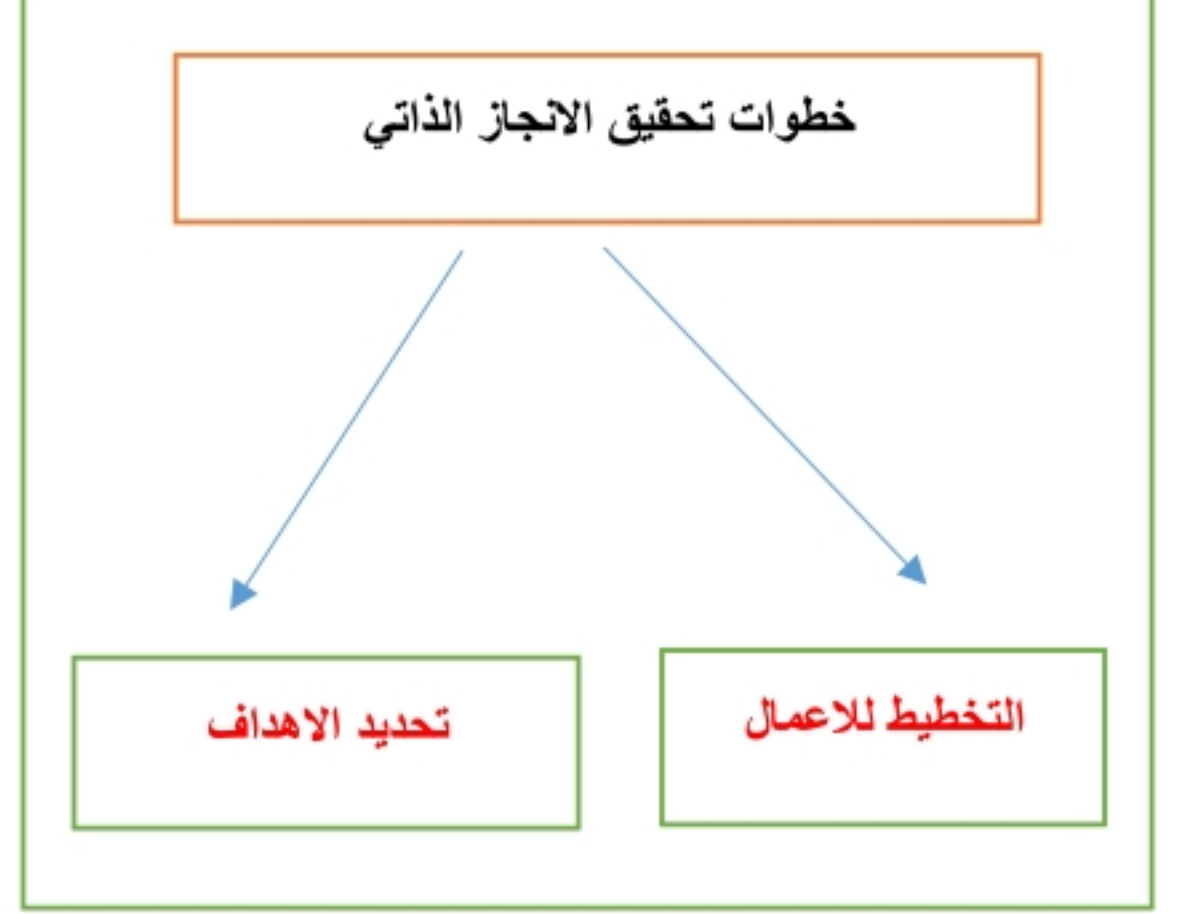 خطوات تحقيق الانجاز الذاتي
التخطيط للاعمال
تحديد الاهداف